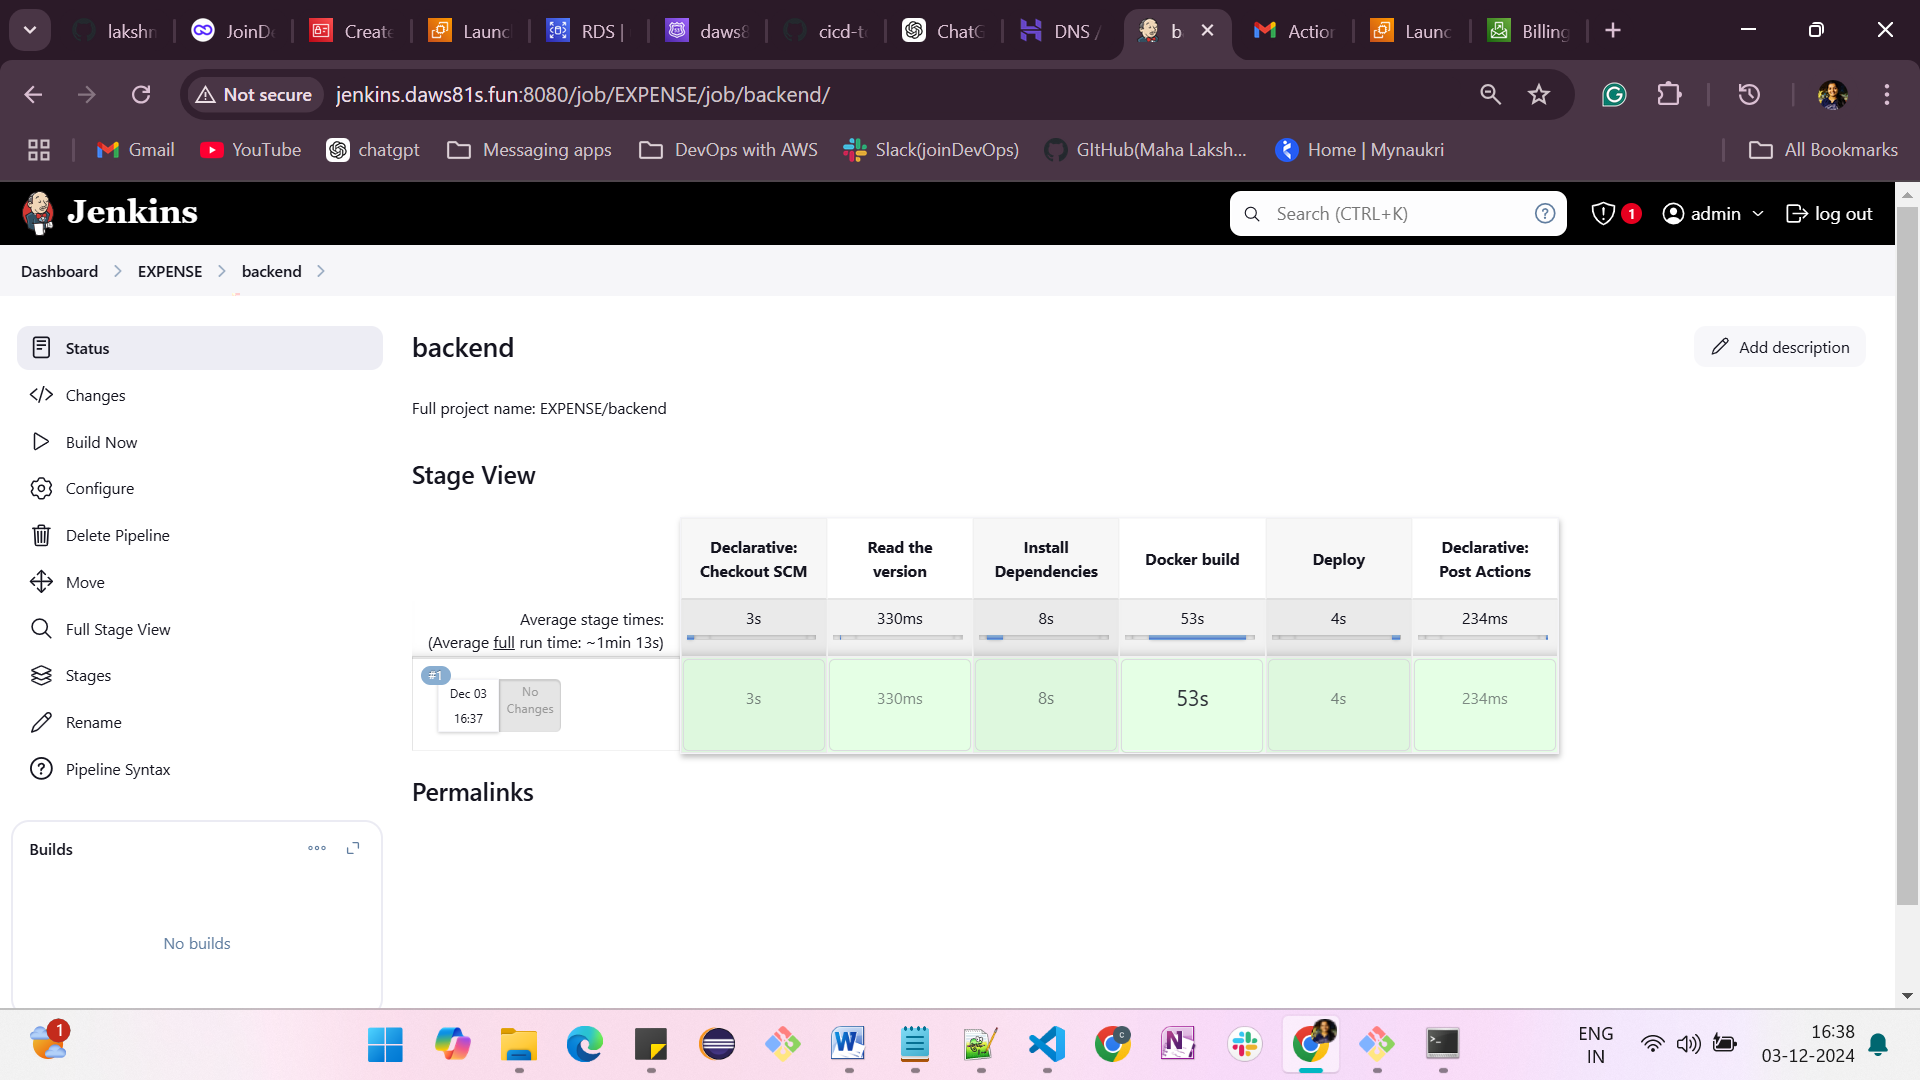 lakshn
JoinDe
Create
Launc
RDS |
daws8
cicd-t
ChatG
DNS /
b
Action
Launc
Billing
Not secure
jenkins.daws81s.fun:8080/job/EXPENSE/job/backend/
Gmail
YouTube
chatgpt
Messaging apps
DevOps with AWS
Slack(joinDevOps)
GItHub(Maha Laksh...
Home | Mynaukri
All Bookmarks
Jenkins
Search (CTRL+K)
1
admin
log out
Dashboard
EXPENSE
backend
Status
Changes
Build Now
Configure
Delete Pipeline
Move
Full Stage View
Stages
Rename
Pipeline Syntax
Builds
No builds
backend
Add description
Full project name: EXPENSE/backend
Stage View
Declarative:
Checkout SCM
Read the
version
Install
Dependencies
Docker build
Deploy
Declarative:
Post Actions
Average stage times:
(Average full run time: ~1min 13s)
3s
330ms
8s
53s
4s
234ms
#1
Dec 03
16:37
No
Changes
3s
330ms
8s
53s
4s
234ms
Permalinks
1
ENG
IN
16:38
03-12-2024